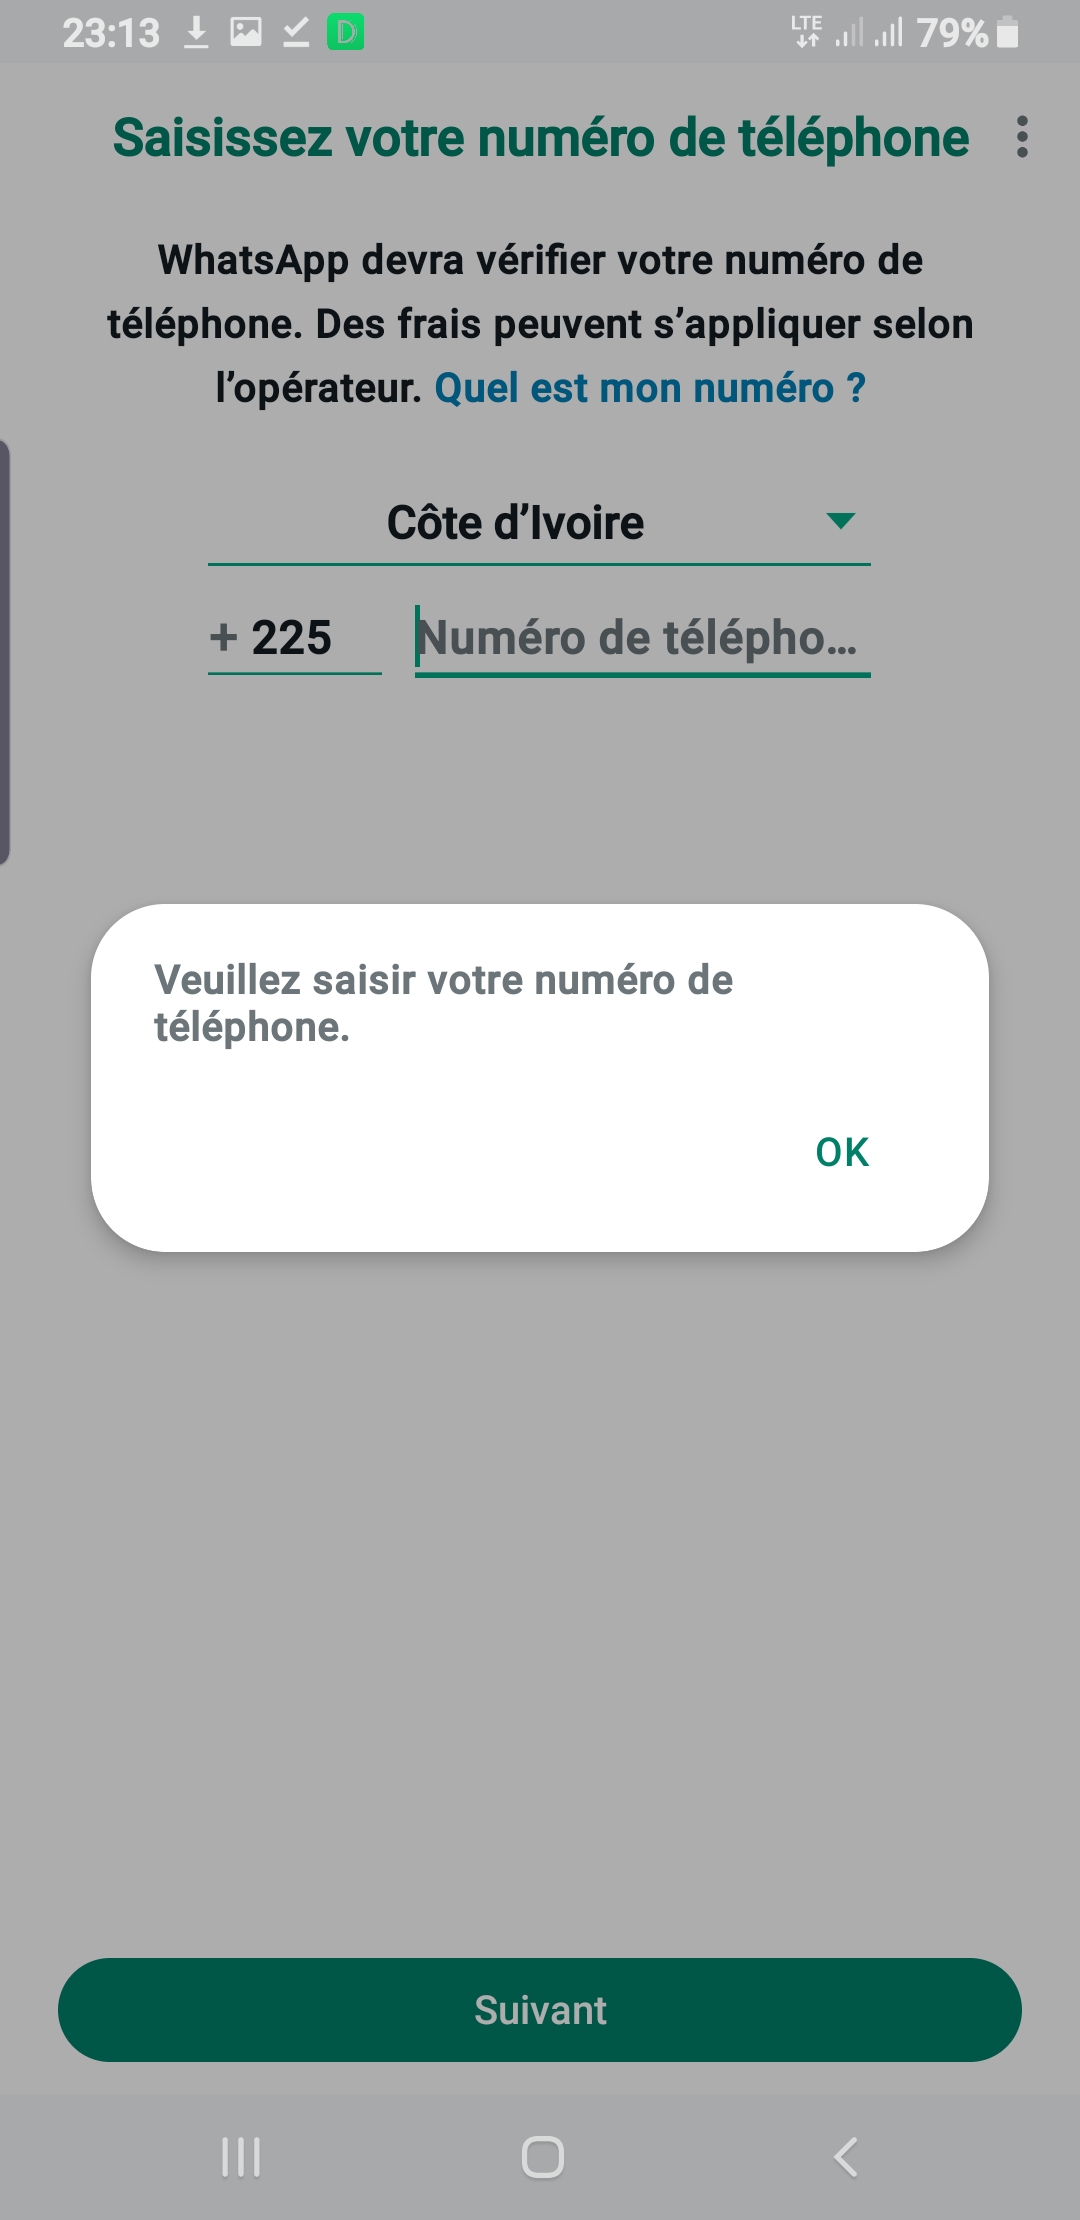 23:13 D LTE 79%
Saisissez votre numéro de téléphone
WhatsApp devra vérifier votre numéro de
téléphone. Des frais peuvent s’appliquer selon
l’opérateur. Quel est mon numéro ?
Côte d’Ivoire
+ 225 Numéro de télépho...
Veuillez saisir votre numéro de
téléphone.
OK
Suivant